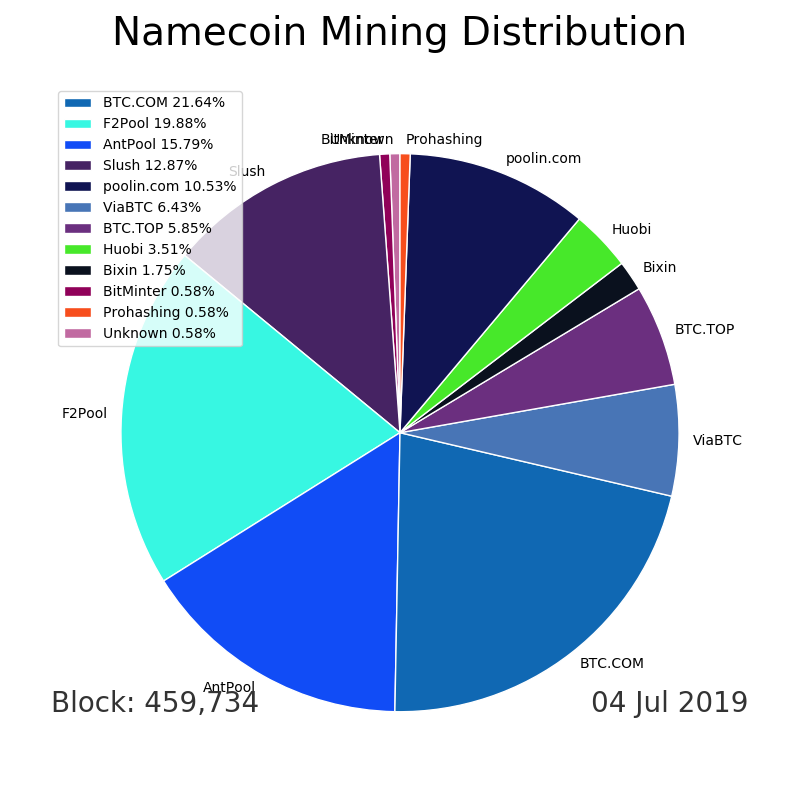 Namecoin Mining Distribution
BTC.COM 21.64%
F2Pool 19.88%
AntPool 15.79%
Slush 12.87%
poolin.com 10.53%
ViaBTC 6.43%
BTC.TOP 5.85%
Huobi 3.51%
Bixin 1.75%
BitMinter 0.58%
Prohashing 0.58%
Unknown 0.58%
BitMinter
Unknown
Prohashing
poolin.com
Slush
Huobi
Bixin
BTC.TOP
F2Pool
ViaBTC
BTC.COM
AntPool
Block: 459,734
04 Jul 2019